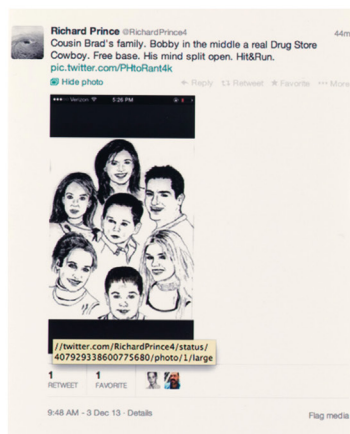 Richard Prince @RichardPrince4 44m
Cousin Brad's family. Bobby in the middle a real Drug Store
Cowboy. Free base. His mind split open. Hit&Run.
pic.twitter.com/PHtoRant4k
Hide photo Reply Retweet Favorite More
Verizon 5:26 PM
//twitter.com/RichardPrince4/status/
407929338600775680/photo/1/large
1 1
RETWEET FAVORITE
9:48 AM - 3 Dec 13 · Details Flag media